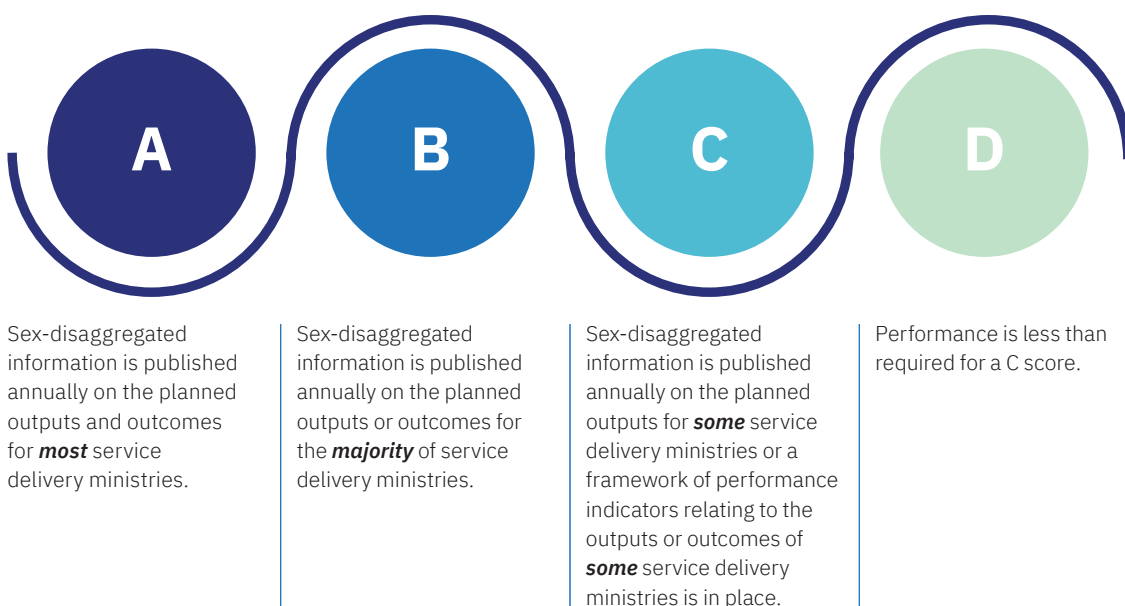 A
B
C
D
Sex-disaggregated
information is published
annually on the planned
outputs and outcomes
for most service
delivery ministries.
Sex-disaggregated
information is published
annually on the planned
outputs or outcomes for
the majority of service
delivery ministries.
Sex-disaggregated
information is published
annually on the planned
outputs for some service
delivery ministries or a
framework of performance
indicators relating to the
outputs or outcomes of
some service delivery
ministries is in place.
Performance is less than
required for a C score.